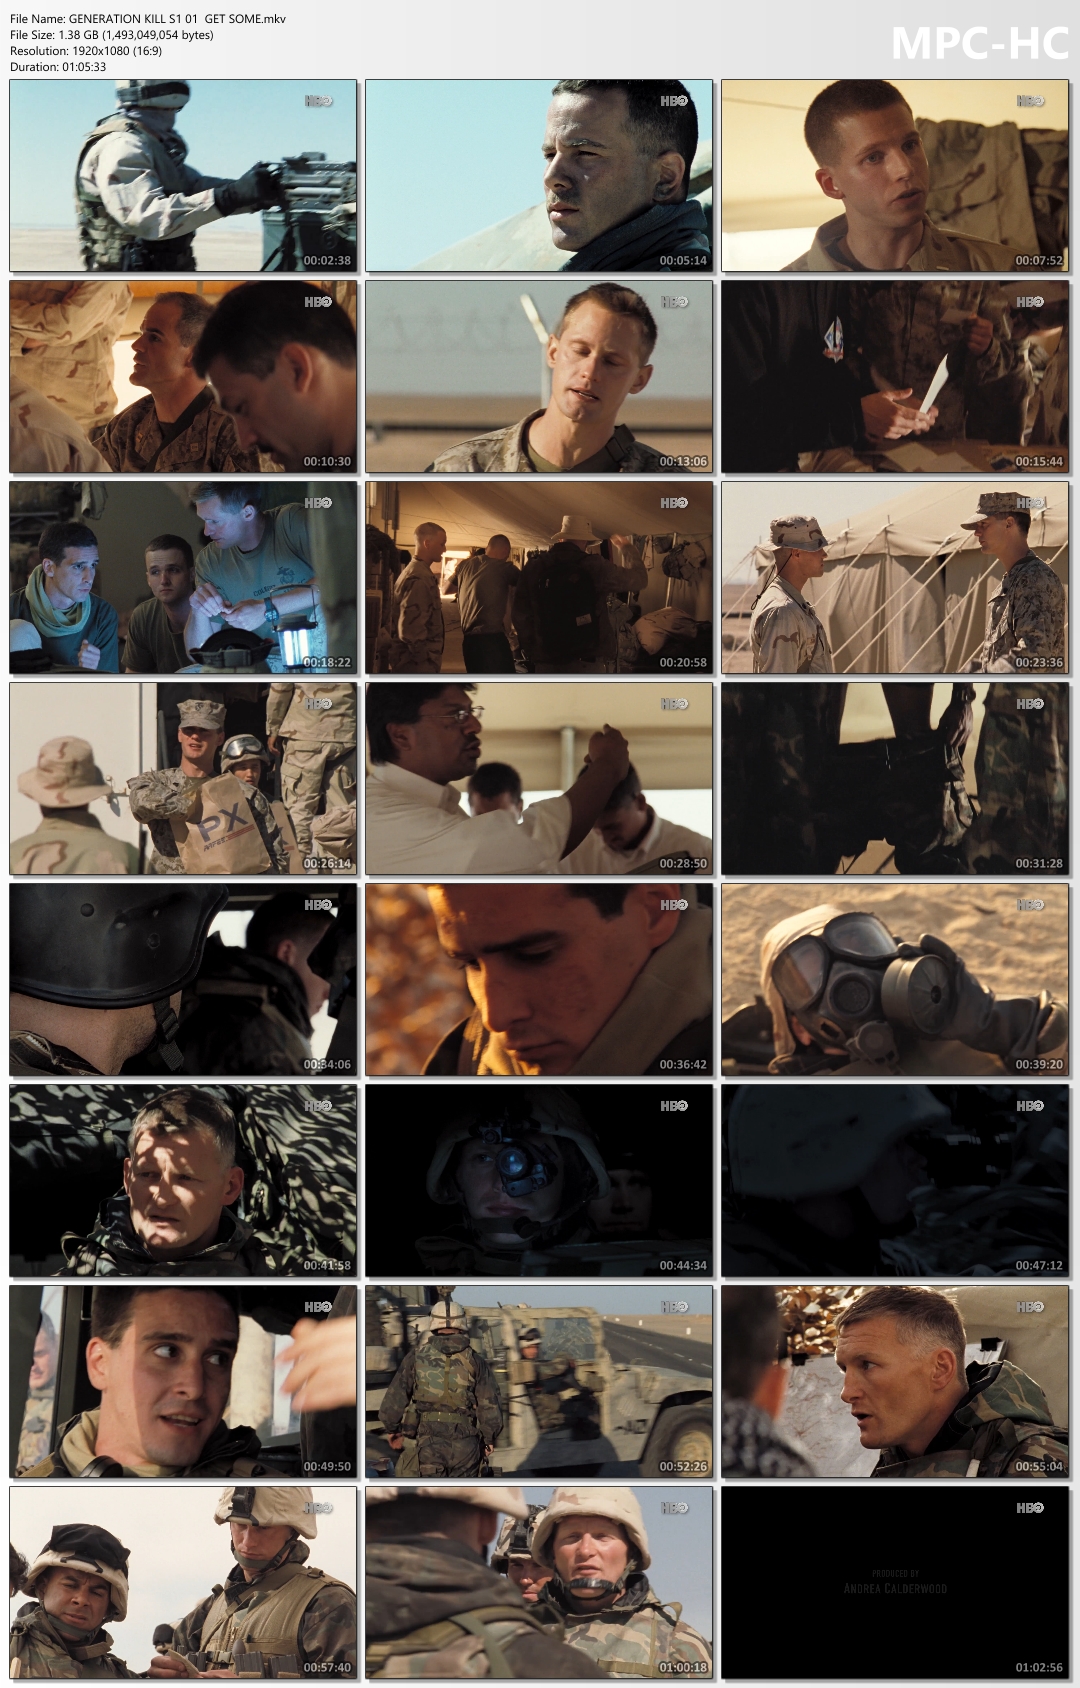 File Name: GENERATION KILL S1 01  GET SOME.mkv
File Size: 1.38 GB (1,493,049,054 bytes)
Resolution: 1920x1080 (16:9)
Duration: 01:05:33
MPC-HC
HBO HBO HBO
00:02:38 00:05:14 00:07:52
HBO HBO HBO
00:10:30 00:13:06 00:15:44
HBO HBO HBO
00:18:22 00:20:58 00:23:36
HBO HBO HBO
PX
00:26:14 00:28:50 00:31:28
HBO HBO HBO
00:34:06 00:36:42 00:39:20
HBO HBO HBO
00:41:58 00:44:34 00:47:12
HBO HBO HBO
00:49:50 00:52:26 00:55:04
HBO HBO HBO
PRODUCED BY
ANDREA CALDERWOOD
00:57:40 01:00:18 01:02:56